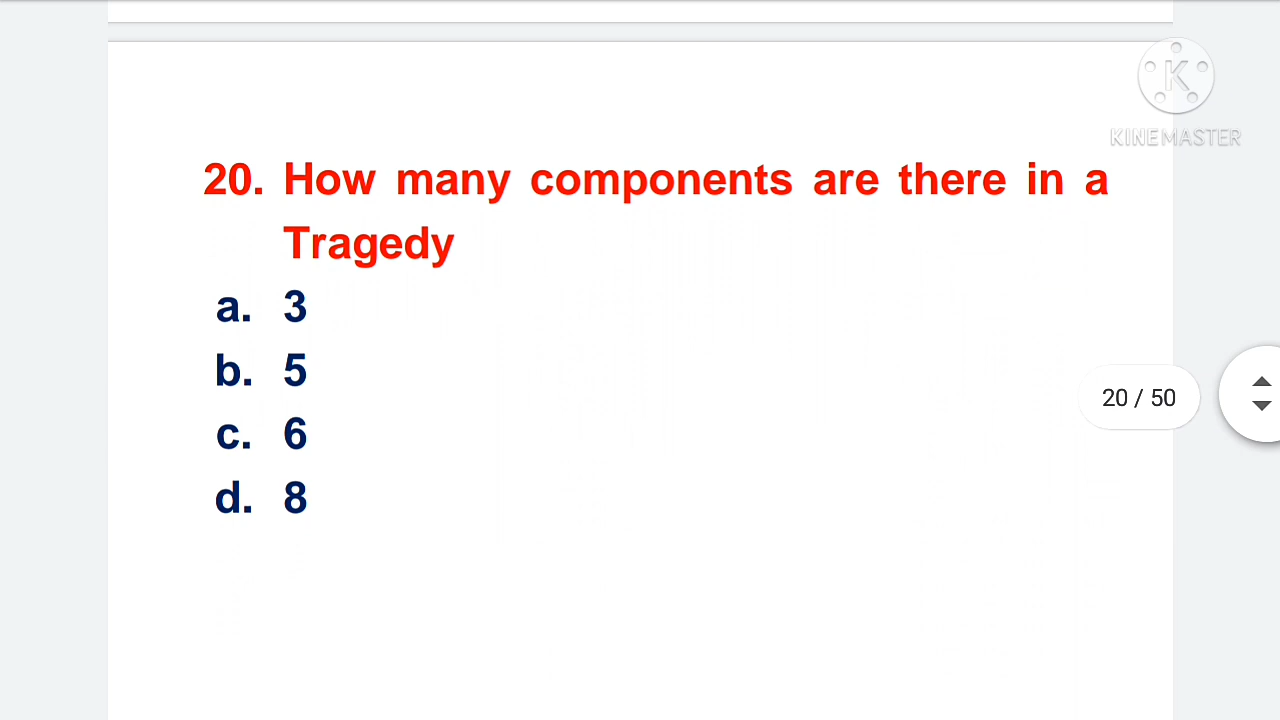 KINEMASTER
20. How many components are there in a
Tragedy
a. 3
b. 5
c. 6
d. 8
20 / 50